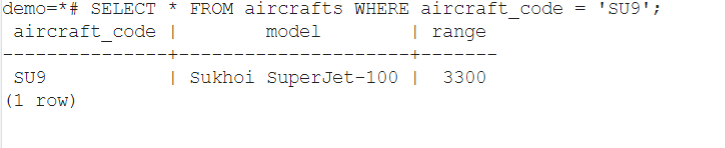 demo=*# SELECT * FROM aircrafts WHERE aircraft_code = 'SU9';
 aircraft_code |        model        | range
---------------+---------------------+-------
 SU9           | Sukhoi SuperJet-100 |  3300
(1 row)